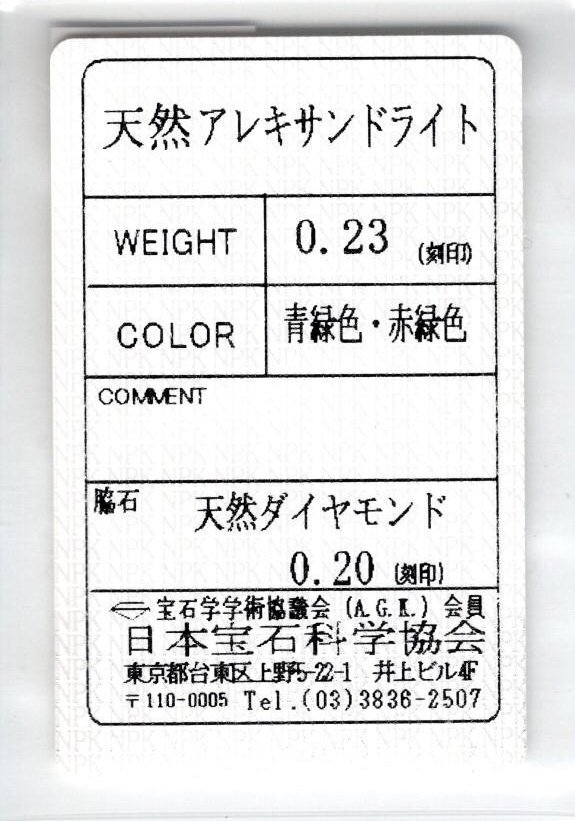 天然アレキサンドライト
WEIGHT 0.23 (刻印)
COLOR 青緑色・赤緑色
COMMENT
脇石 天然ダイヤモンド
0.20 (刻印)
宝石学学術協議会 (A.G.K.) 会員
日本宝石科学協会
東京都台東区上野5-22-1 井上ビル4F
〒110-0005 Tel.(03)3836-2507